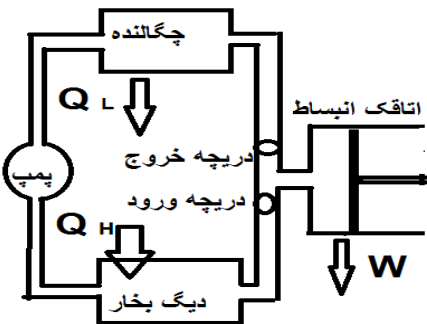 چگالنده
Q L
اتاقک انبساط
دریچه خروج
پمپ
دریچه ورود
Q H
W
دیگ بخار